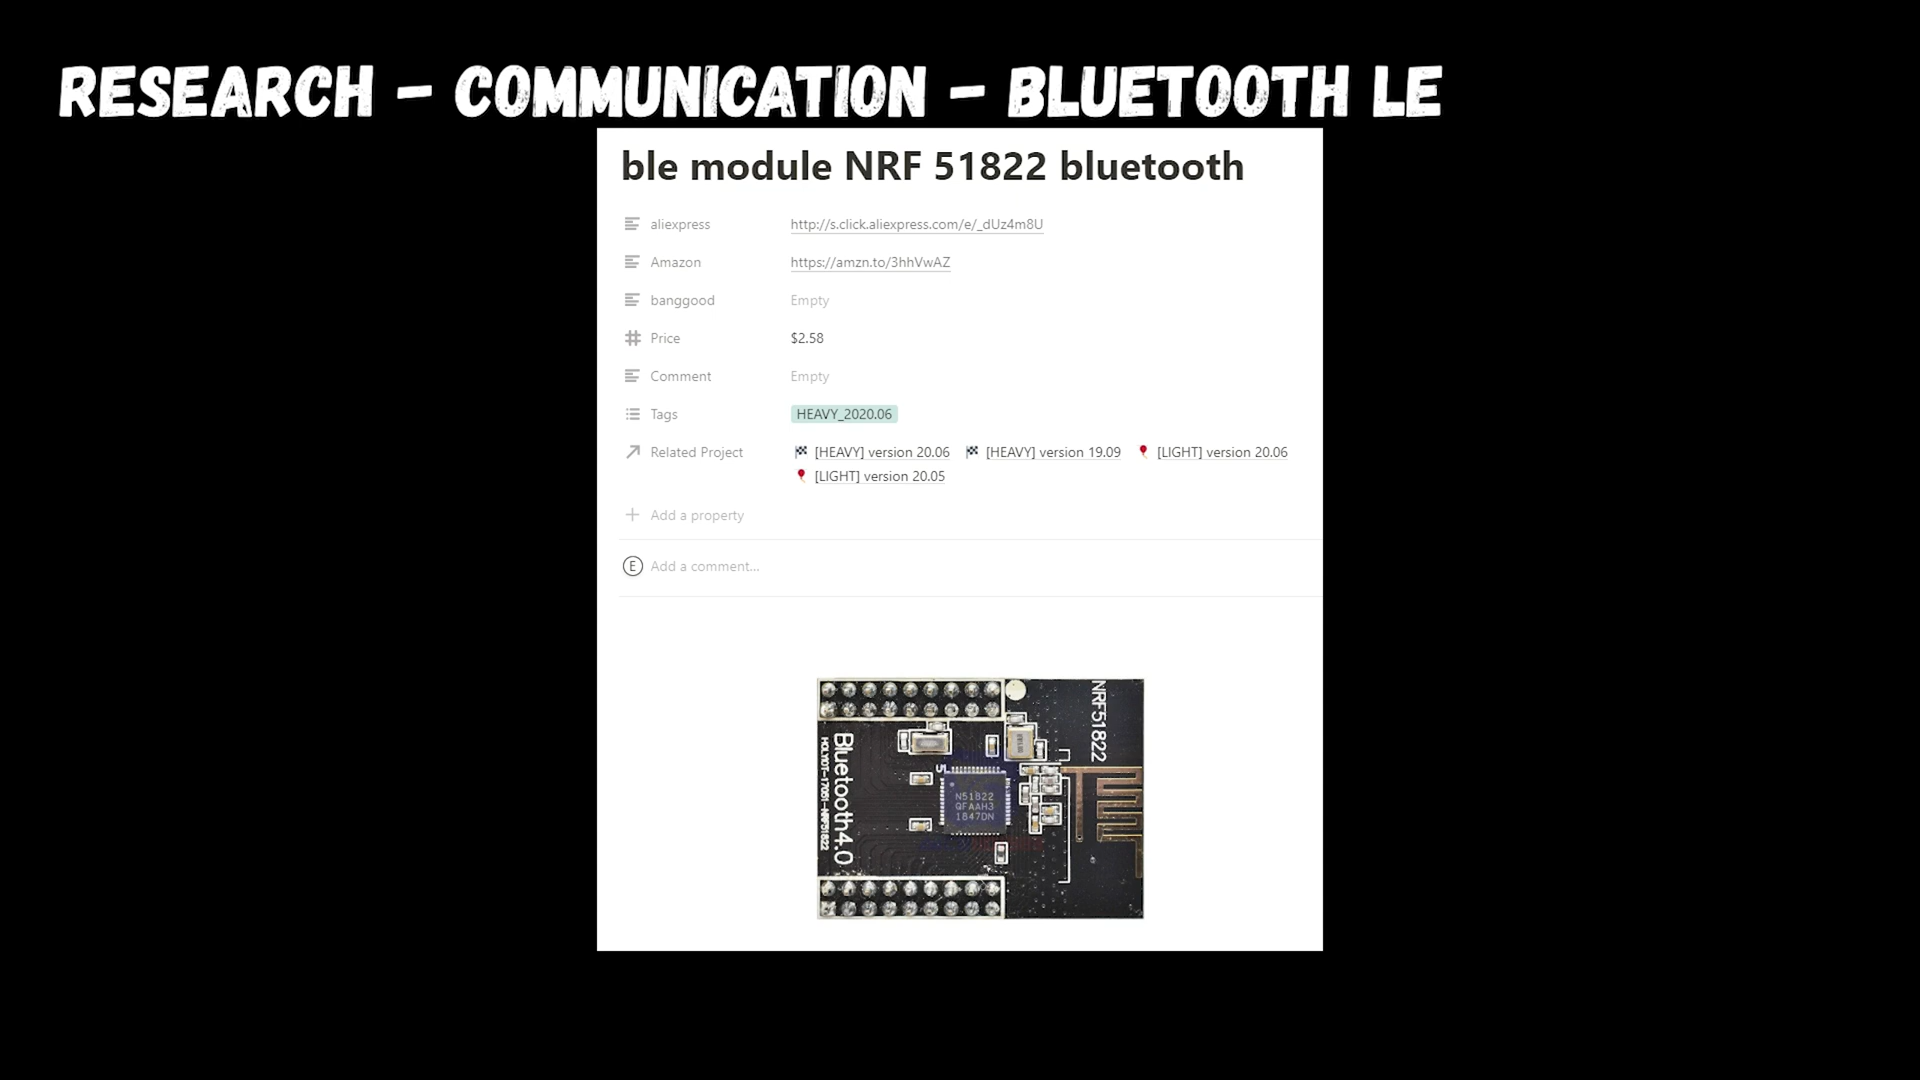 RESEARCH - COMMUNICATION - BLUETOOTH LE
ble module NRF 51822 bluetooth
aliexpress http://s.click.aliexpress.com/e/_dUz4m8U
Amazon https://amzn.to/3hhVwAZ
banggood Empty
Price $2.58
Comment Empty
Tags HEAVY_2020.06
Related Project [HEAVY] version 20.06 [HEAVY] version 19.09 [LIGHT] version 20.06
[LIGHT] version 20.05
Add a property
E Add a comment...
NRF51822
Bluetooth4.0
HOLYIOT-17051-NRF51822
N51822
QFAAH3
1847DN